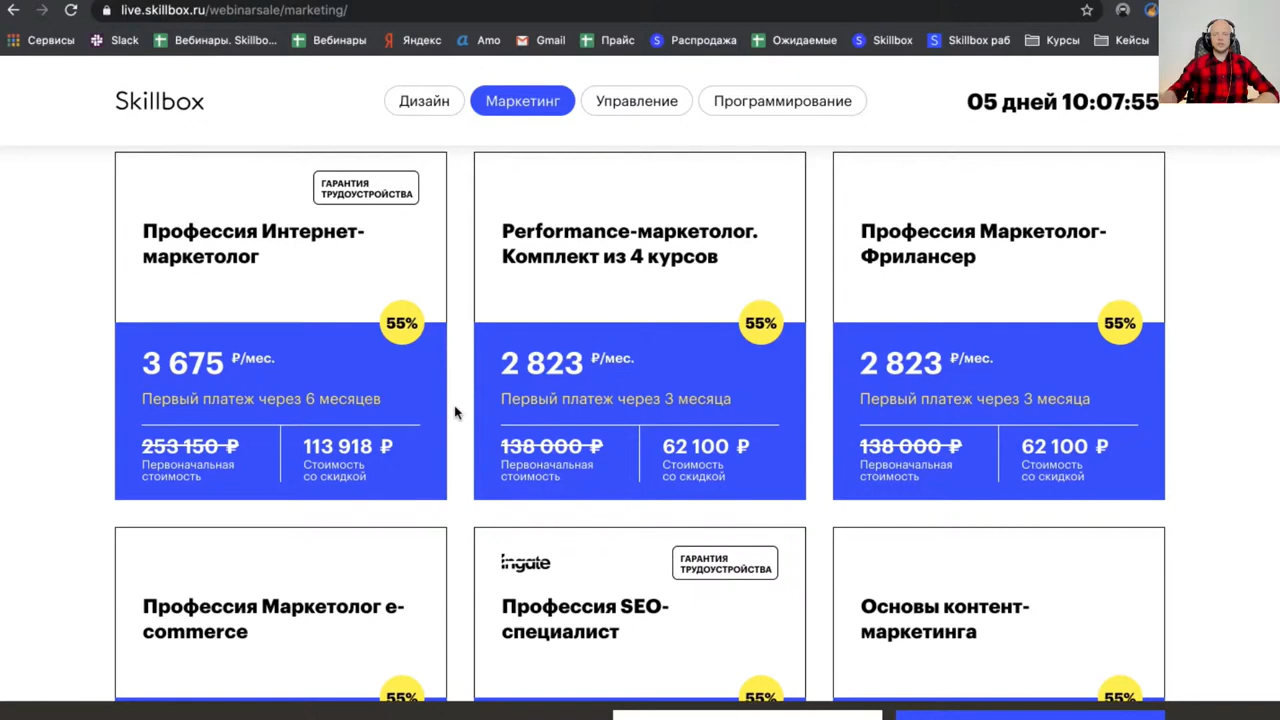 live.skillbox.ru/webinarsale/marketing/
Сервисы Slack Вебинары. Skillbo... Вебинары Яндекс Amo Gmail Прайс Распродажа Ожидаемые Skillbox Skillbox раб Курсы Кейсы
Skillbox Дизайн Маркетинг Управление Программирование 05 дней 10:07:55
ГАРАНТИЯ
ТРУДОУСТРОЙСТВА
Профессия Интернет-
маркетолог
55%
3 675 ₽/мес.
Первый платеж через 6 месяцев
253 150 ₽ 113 918 ₽
Первоначальная Стоимость
стоимость со скидкой
Performance-маркетолог.
Комплект из 4 курсов
55%
2 823 ₽/мес.
Первый платеж через 3 месяца
138 000 ₽ 62 100 ₽
Первоначальная Стоимость
стоимость со скидкой
Профессия Маркетолог-
Фрилансер
55%
2 823 ₽/мес.
Первый платеж через 3 месяца
138 000 ₽ 62 100 ₽
Первоначальная Стоимость
стоимость со скидкой
Профессия Маркетолог e-
commerce
55%
ingate
ГАРАНТИЯ
ТРУДОУСТРОЙСТВА
Профессия SEO-
специалист
55%
Основы контент-
маркетинга
55%